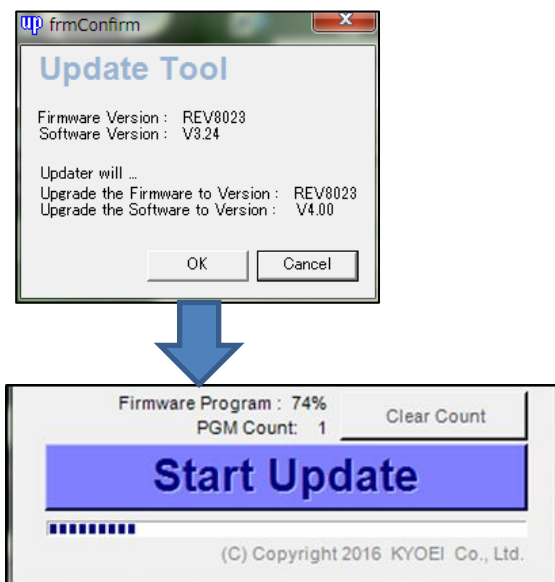 up frmConfirm
Update Tool
Firmware Version : REV8023
Software Version : V3.24
Updater will ...
Upgrade the Firmware to Version : REV8023
Upgrade the Software to Version : V4.00
OK Cancel
Firmware Program : 74% Clear Count
PGM Count: 1
Start Update
(C) Copyright 2016 KYOEI Co., Ltd.